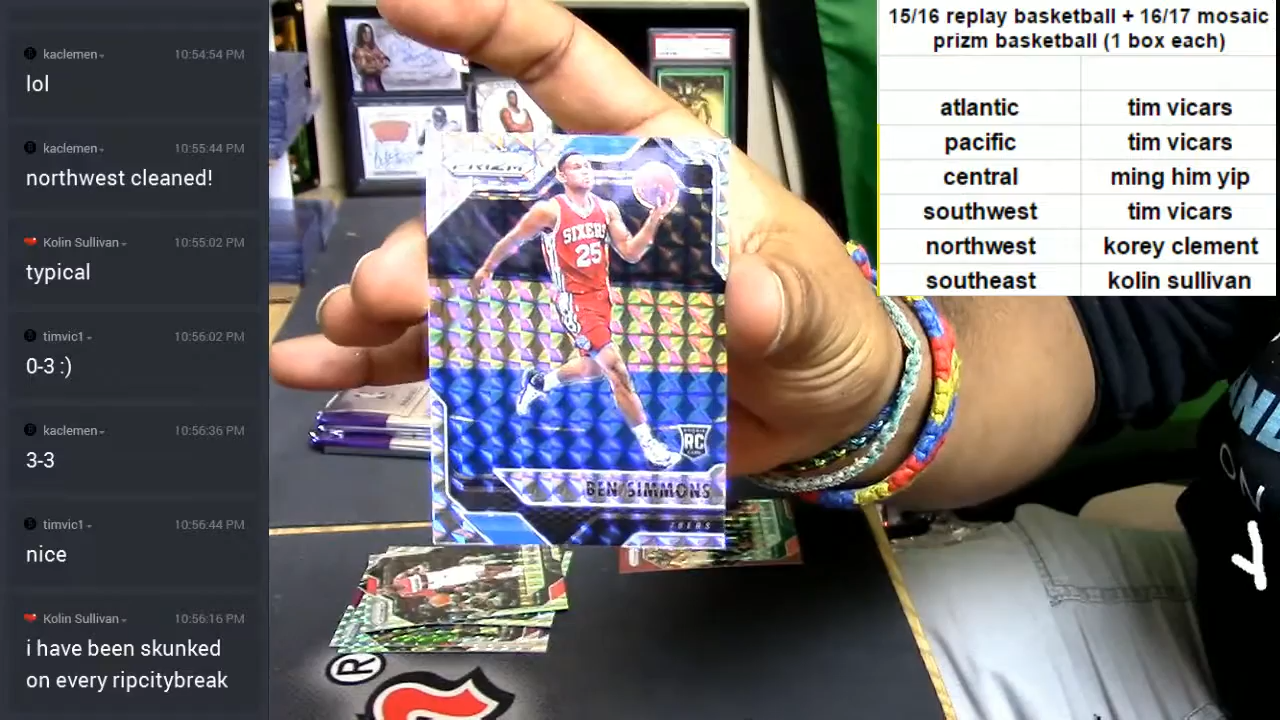 kaclemen
10:54:54 PM
lol
kaclemen
10:55:44 PM
northwest cleaned!
Kolin Sullivan
10:55:02 PM
typical
timvic1
10:56:02 PM
0-3 :)
kaclemen
10:56:36 PM
3-3
timvic1
10:56:44 PM
nice
Kolin Sullivan
10:56:16 PM
i have been skunked
on every ripcitybreak
15/16 replay basketball + 16/17 mosaic
prizm basketball (1 box each)
atlantic tim vicars
pacific tim vicars
central ming him yip
southwest tim vicars
northwest korey clement
southeast kolin sullivan
PRIZM
SIXERS
25
RC
BEN SIMMONS
76ERS
®